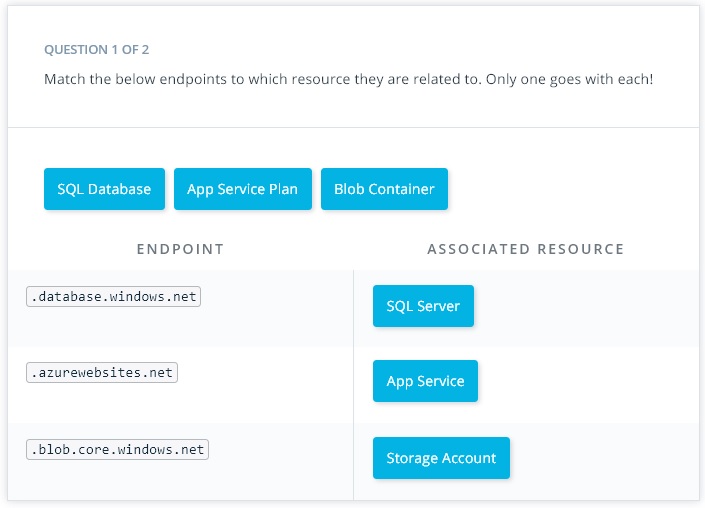 QUESTION 1 OF 2
Match the below endpoints to which resource they are related to. Only one goes with each!
SQL Database App Service Plan Blob Container
ENDPOINT ASSOCIATED RESOURCE
.database.windows.net SQL Server
.azurewebsites.net App Service
.blob.core.windows.net Storage Account